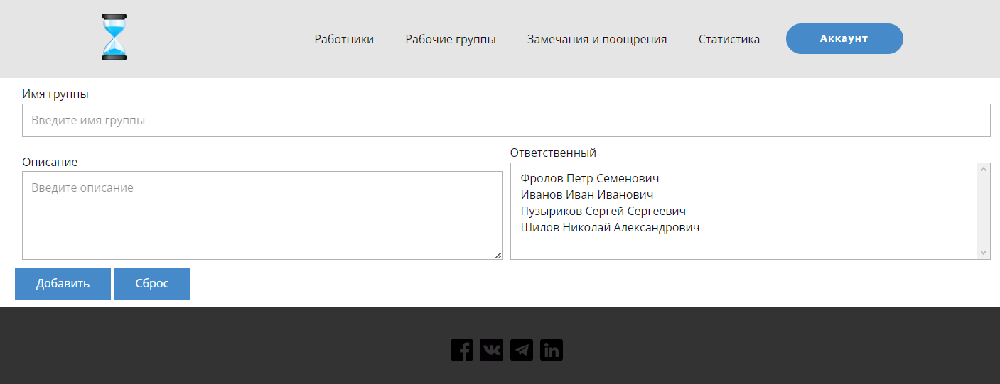 Работники Рабочие группы Замечания и поощрения Статистика Аккаунт
Имя группы
Введите имя группы
Описание
Введите описание
Ответственный
Фролов Петр Семенович
Иванов Иван Иванович
Пузыриков Сергей Сергеевич
Шилов Николай Александрович
Добавить Сброс